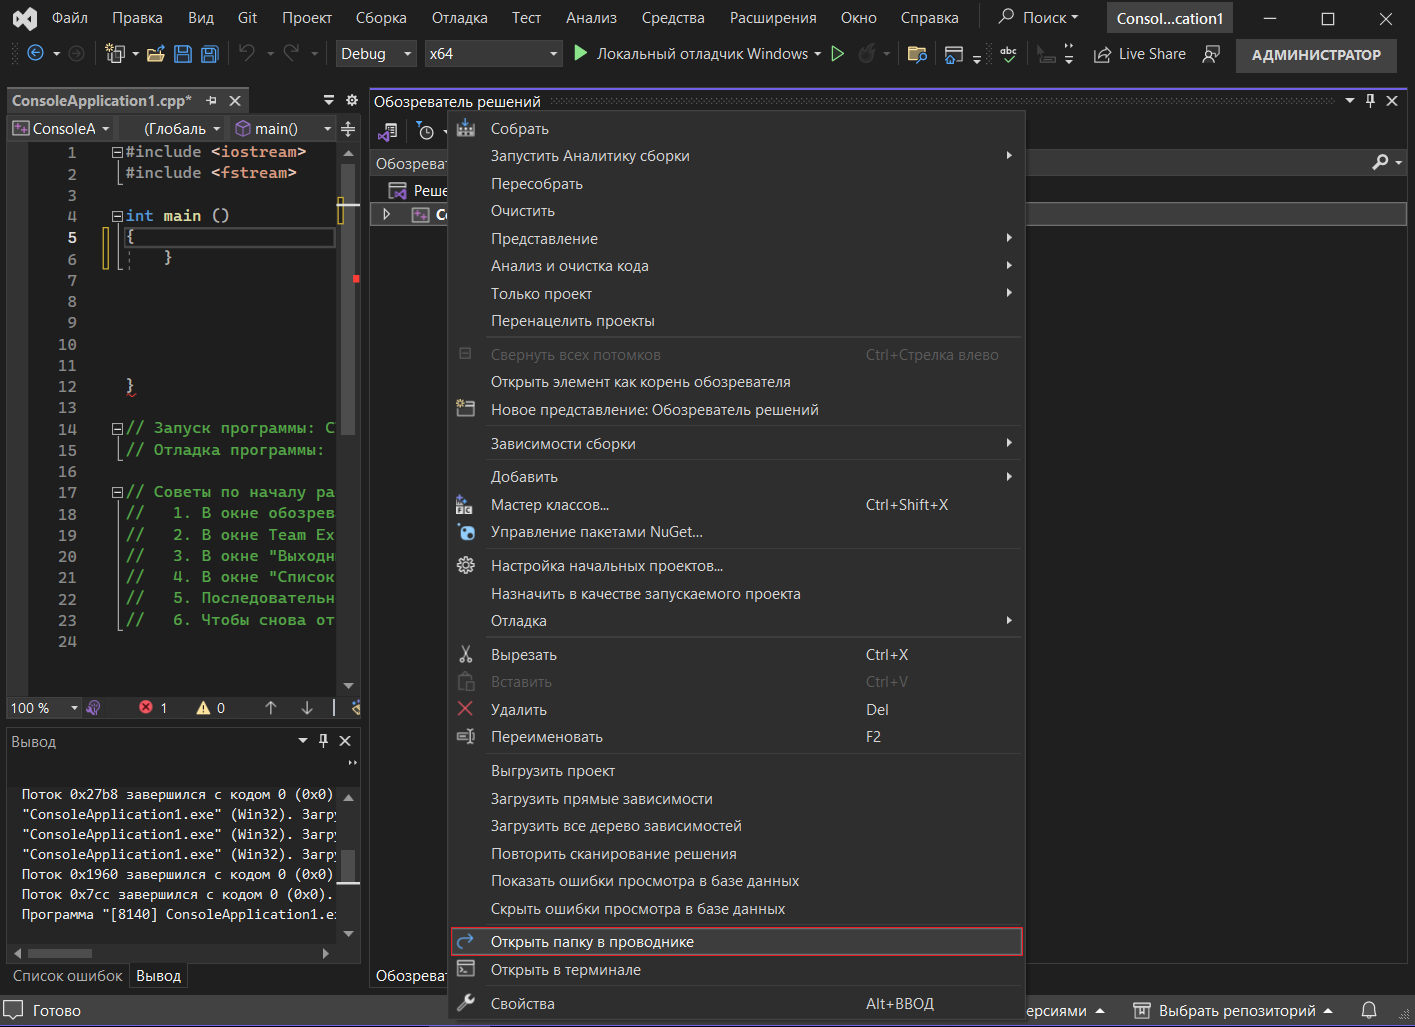 Файл Правка Вид Git Проект Сборка Отладка Тест Анализ Средства Расширения Окно Справка Поиск Consol...cation1
Debug x64 Локальный отладчик Windows abc Live Share АДМИНИСТРАТОР
ConsoleApplication1.cpp*
ConsoleA (Глобаль main()
1 #include <iostream>
2 #include <fstream>
3
4 int main ()
5 {
6 }
7
8
9
10
11
12 }
13
14 // Запуск программы: C
15 // Отладка программы:
16
17 // Советы по началу ра
18 // 1. В окне обозрев
19 // 2. В окне Team Ex
20 // 3. В окне "Выходн
21 // 4. В окне "Список
22 // 5. Последовательн
23 // 6. Чтобы снова от
24
100 % 1 0
Вывод
Поток 0x27b8 завершился с кодом 0 (0x0)
"ConsoleApplication1.exe" (Win32). Загру
"ConsoleApplication1.exe" (Win32). Загру
"ConsoleApplication1.exe" (Win32). Загру
Поток 0x1960 завершился с кодом 0 (0x0)
Поток 0x7cc завершился с кодом 0 (0x0).
Программа "[8140] ConsoleApplication1.e
Список ошибок Вывод
Обозреватель решений
Обозрева
Реше
Co
Собрать
Запустить Аналитику сборки
Пересобрать
Очистить
Представление
Анализ и очистка кода
Только проект
Перенацелить проекты
Свернуть всех потомков Ctrl+Стрелка влево
Открыть элемент как корень обозревателя
Новое представление: Обозреватель решений
Зависимости сборки
Добавить
Мастер классов... Ctrl+Shift+X
Управление пакетами NuGet...
Настройка начальных проектов...
Назначить в качестве запускаемого проекта
Отладка
Вырезать Ctrl+X
Вставить Ctrl+V
Удалить Del
Переименовать F2
Выгрузить проект
Загрузить прямые зависимости
Загрузить все дерево зависимостей
Повторить сканирование решения
Показать ошибки просмотра в базе данных
Скрыть ошибки просмотра в базе данных
Открыть папку в проводнике
Открыть в терминале
Свойства Alt+ВВОД
Обозрева
Готово ерсиями Выбрать репозиторий